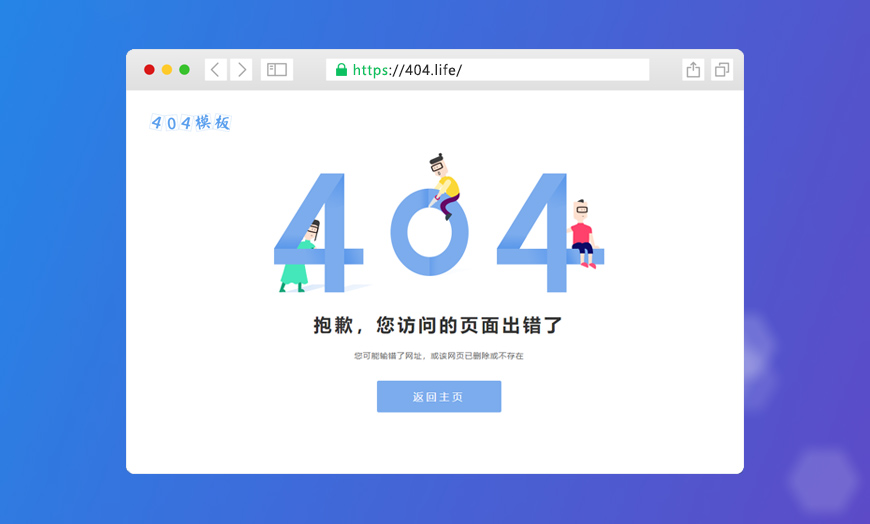 https://404.life/
404模板
404
抱歉，您访问的页面出错了
您可能输错了网址，或该网页已删除或不存在
返回主页